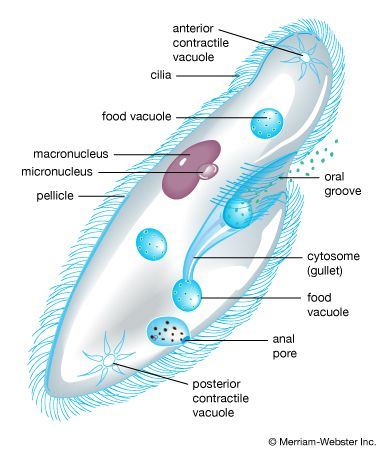 anterior
contractile
vacuole
cilia
food vacuole
macronucleus
micronucleus
pellicle
oral
groove
cytosome
(gullet)
food
vacuole
anal
pore
posterior
contractile
vacuole
© Merriam-Webster Inc.